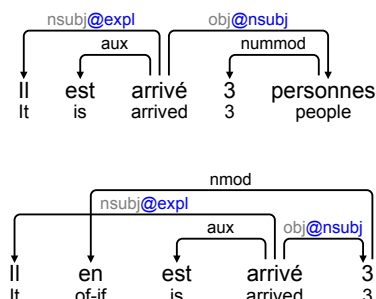 nsubj@expl obj@nsubj
aux nummod
Il est arrivé 3 personnes
It is arrived 3 people
nmod
nsubj@expl
aux obj@nsubj
Il en est arrivé 3
It of-if is arrived 3